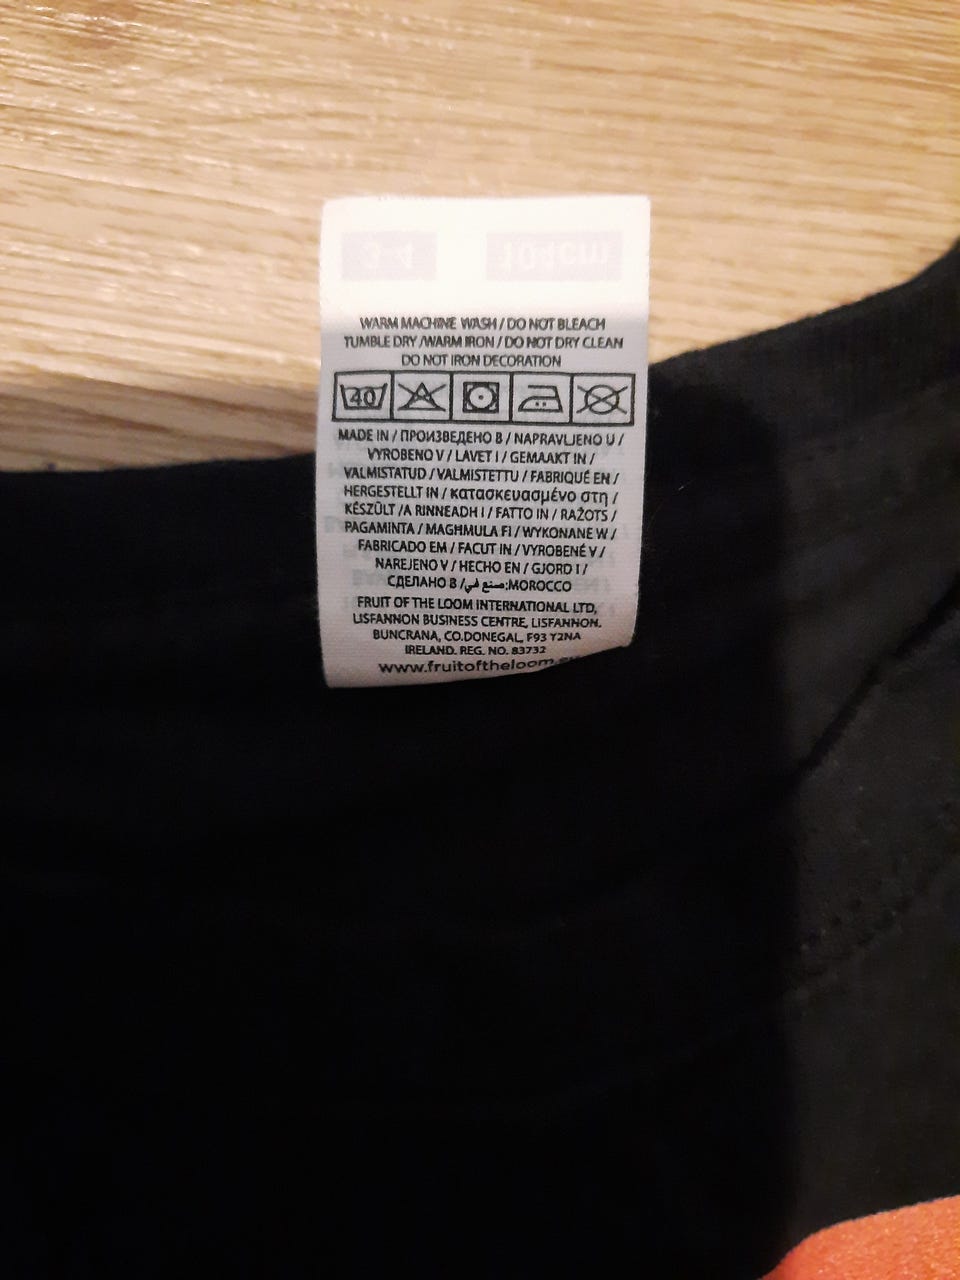 3-4 104cm
WARM MACHINE WASH / DO NOT BLEACH
TUMBLE DRY /WARM IRON / DO NOT DRY CLEAN
DO NOT IRON DECORATION
40
MADE IN / ПРОИЗВЕДЕНО В / NAPRAVLJENO U /
VYROBENO V / LAVET I / GEMAAKT IN /
VALMISTATUD / VALMISTETTU / FABRIQUÉ EN /
HERGESTELLT IN / κατασκευασμένο στη /
KÉSZÜLT /A RINNEADH I / FATTO IN / RAŽOTS /
PAGAMINTA / MAGHMULA FI / WYKONANE W /
FABRICADO EM / FACUT IN / VYROBENÉ V /
NAREJENO V / HECHO EN / GJORD I /
СДЕЛАНО В /صنع في:MOROCCO
FRUIT OF THE LOOM INTERNATIONAL LTD,
LISFANNON BUSINESS CENTRE, LISFANNON,
BUNCRANA, CO.DONEGAL, F93 Y2NA
IRELAND. REG. NO. 83732
www.fruitoftheloom.eu